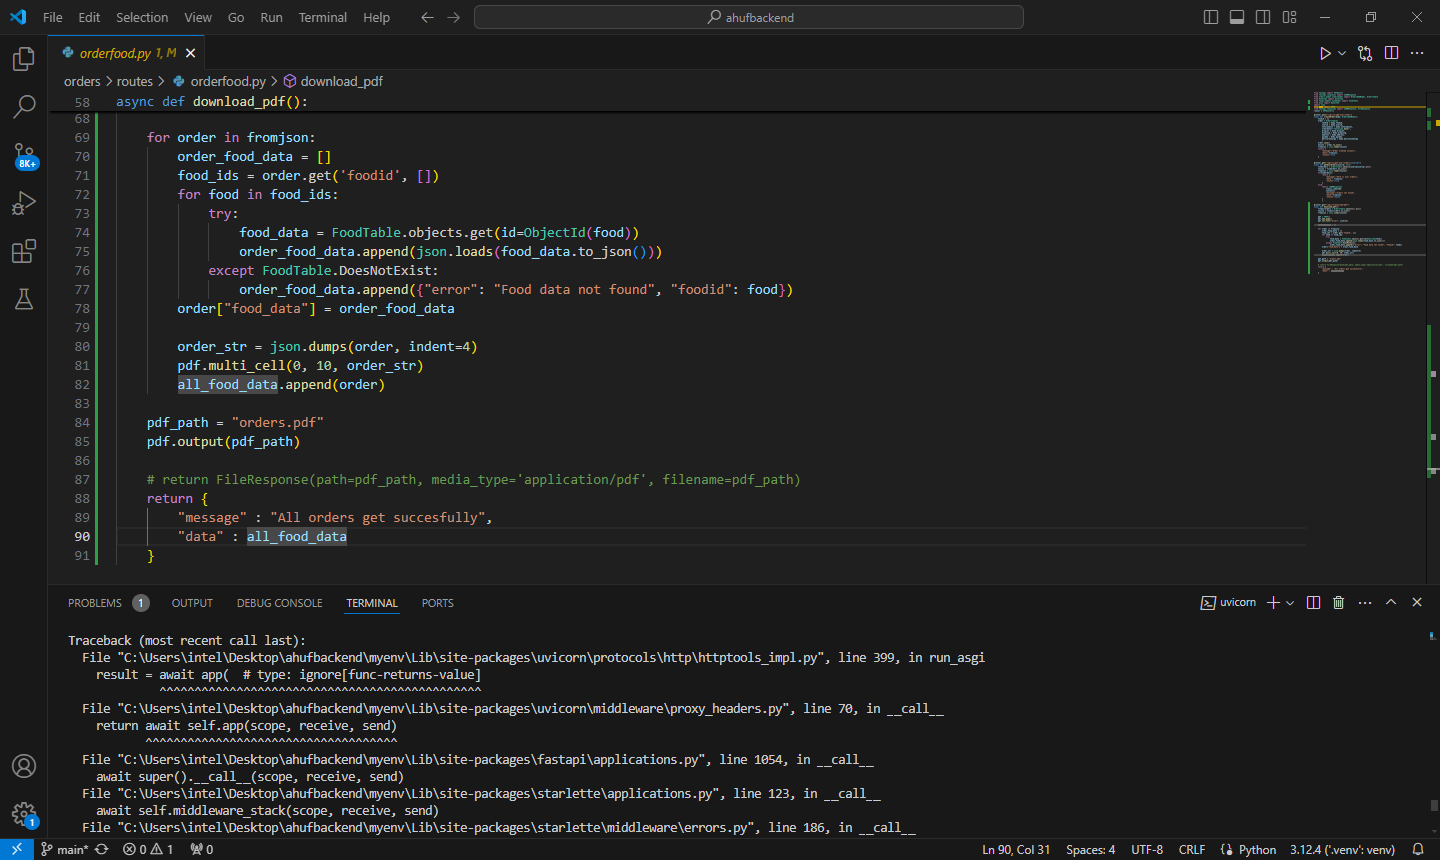 File Edit Selection View Go Run Terminal Help ahufbackend
orderfood.py 1, M
orders > routes > orderfood.py > download_pdf
58 async def download_pdf():
68
69 for order in fromjson:
70 order_food_data = []
71 food_ids = order.get('foodid', [])
72 for food in food_ids:
73 try:
74 food_data = FoodTable.objects.get(id=ObjectId(food))
75 order_food_data.append(json.loads(food_data.to_json()))
76 except FoodTable.DoesNotExist:
77 order_food_data.append({"error": "Food data not found", "foodid": food})
78 order["food_data"] = order_food_data
79
80 order_str = json.dumps(order, indent=4)
81 pdf.multi_cell(0, 10, order_str)
82 all_food_data.append(order)
83
84 pdf_path = "orders.pdf"
85 pdf.output(pdf_path)
86
87 # return FileResponse(path=pdf_path, media_type='application/pdf', filename=pdf_path)
88 return {
89 "message" : "All orders get succesfully",
90 "data" : all_food_data
91 }
PROBLEMS 1 OUTPUT DEBUG CONSOLE TERMINAL PORTS uvicorn
Traceback (most recent call last):
File "C:\Users\intel\Desktop\ahufbackend\myenv\Lib\site-packages\uvicorn\protocols\http\httptools_impl.py", line 399, in run_asgi
result = await app(  # type: ignore[func-returns-value]
^^^^^^^^^^^^^^^^^^^^^^^^^^^^^^^^^^^^^^^^^^^^^^
File "C:\Users\intel\Desktop\ahufbackend\myenv\Lib\site-packages\uvicorn\middleware\proxy_headers.py", line 70, in __call__
return await self.app(scope, receive, send)
^^^^^^^^^^^^^^^^^^^^^^^^^^^^^^^^^^^^
File "C:\Users\intel\Desktop\ahufbackend\myenv\Lib\site-packages\fastapi\applications.py", line 1054, in __call__
await super().__call__(scope, receive, send)
File "C:\Users\intel\Desktop\ahufbackend\myenv\Lib\site-packages\starlette\applications.py", line 123, in __call__
await self.middleware_stack(scope, receive, send)
File "C:\Users\intel\Desktop\ahufbackend\myenv\Lib\site-packages\starlette\middleware\errors.py", line 186, in __call__
8K+
1
main* 0 1 0 Ln 90, Col 31 Spaces: 4 UTF-8 CRLF Python 3.12.4 ('.venv': venv)